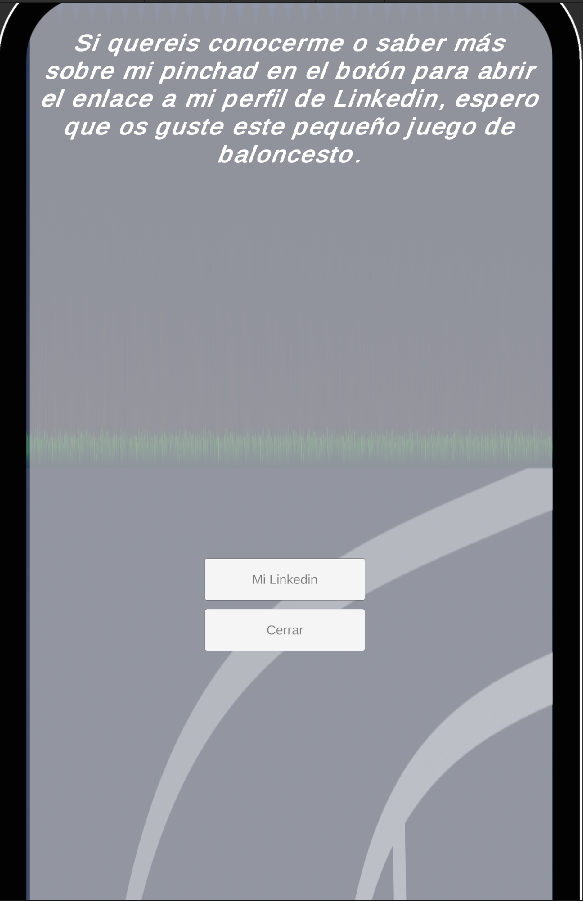 Si quereis conocerme o saber más
sobre mi pinchad en el botón para abrir
el enlace a mi perfil de Linkedin, espero
que os guste este pequeño juego de
baloncesto.
Mi Linkedin
Cerrar